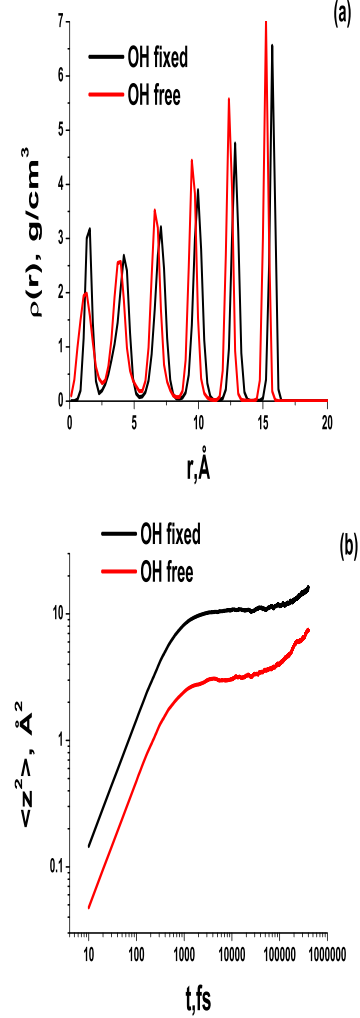 (a)
OH fixed
OH free
ρ(r), g/cm³
7
6
5
4
3
2
1
0
0 5 10 15 20
r,Å
(b)
OH fixed
OH free
<z²>, Å²
10
1
0.1
10 100 1000 10000 100000 1000000
t,fs